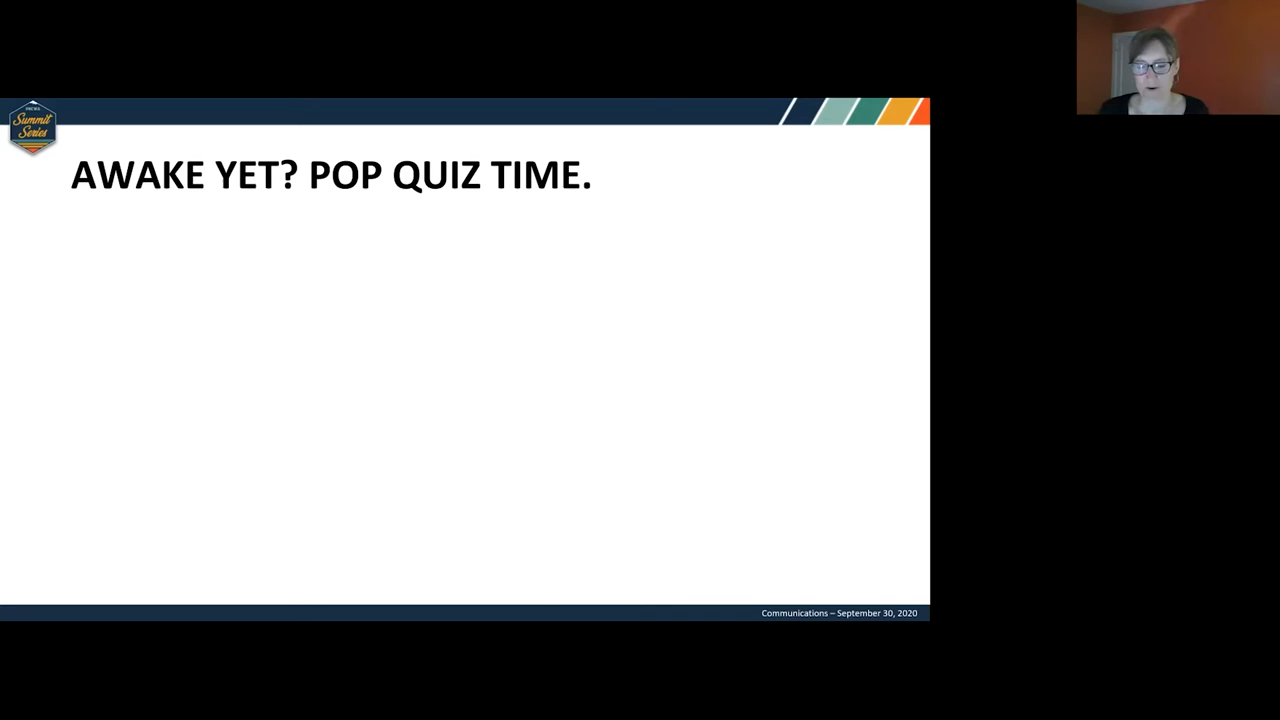 Summit
Series
AWAKE YET? POP QUIZ TIME.
Communications – September 30, 2020